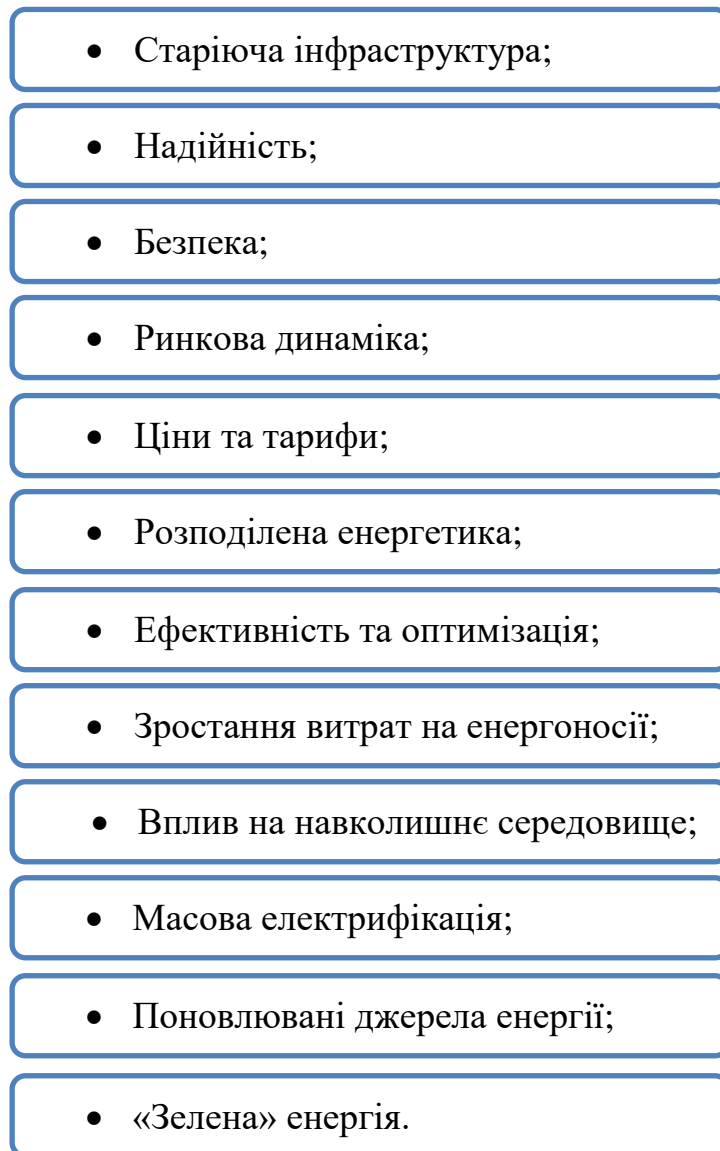 • Старіюча інфраструктура;
• Надійність;
• Безпека;
• Ринкова динаміка;
• Ціни та тарифи;
• Розподілена енергетика;
• Ефективність та оптимізація;
• Зростання витрат на енергоносії;
• Вплив на навколишнє середовище;
• Масова електрифікація;
• Поновлювані джерела енергії;
• «Зелена» енергія.